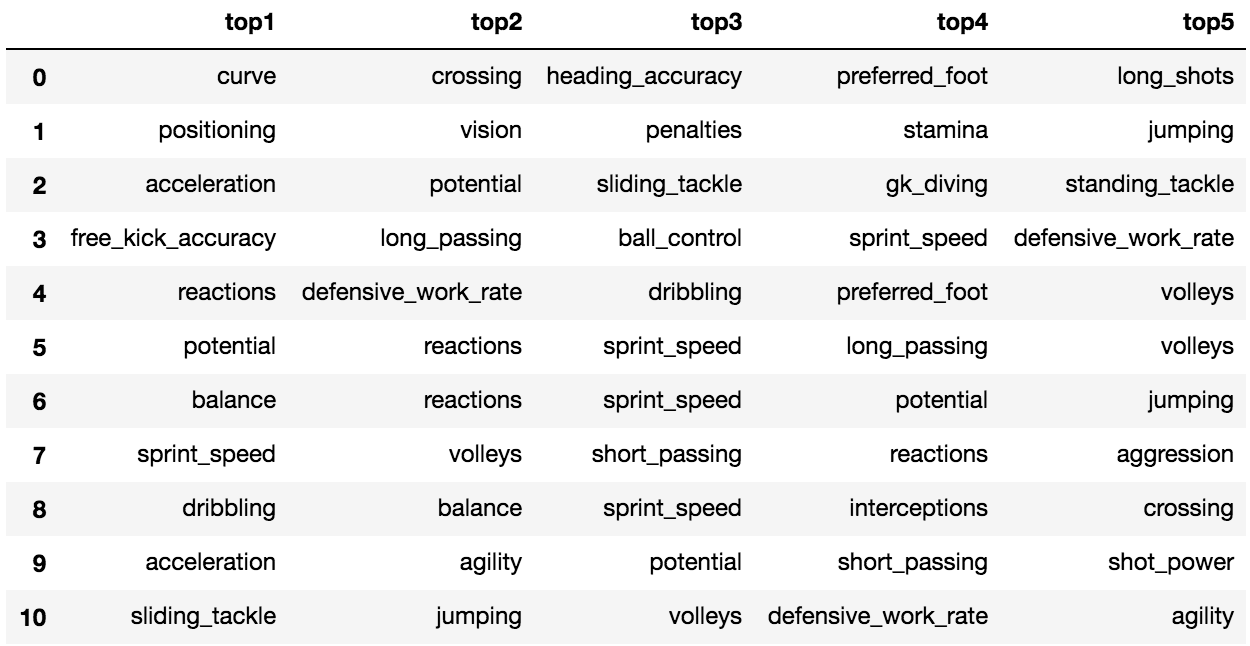 top1 top2 top3 top4 top5
0 curve crossing heading_accuracy preferred_foot long_shots
1 positioning vision penalties stamina jumping
2 acceleration potential sliding_tackle gk_diving standing_tackle
3 free_kick_accuracy long_passing ball_control sprint_speed defensive_work_rate
4 reactions defensive_work_rate dribbling preferred_foot volleys
5 potential reactions sprint_speed long_passing volleys
6 balance reactions sprint_speed potential jumping
7 sprint_speed volleys short_passing reactions aggression
8 dribbling balance sprint_speed interceptions crossing
9 acceleration agility potential short_passing shot_power
10 sliding_tackle jumping volleys defensive_work_rate agility